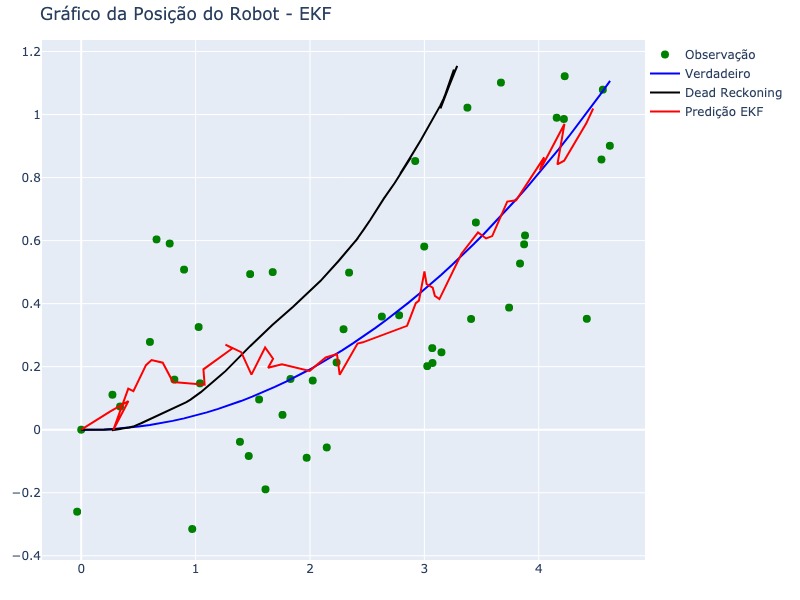 Gráfico da Posição do Robot - EKF
Observação
Verdadeiro
Dead Reckoning
Predição EKF
1.2
1
0.8
0.6
0.4
0.2
0
−0.2
−0.4
0 1 2 3 4